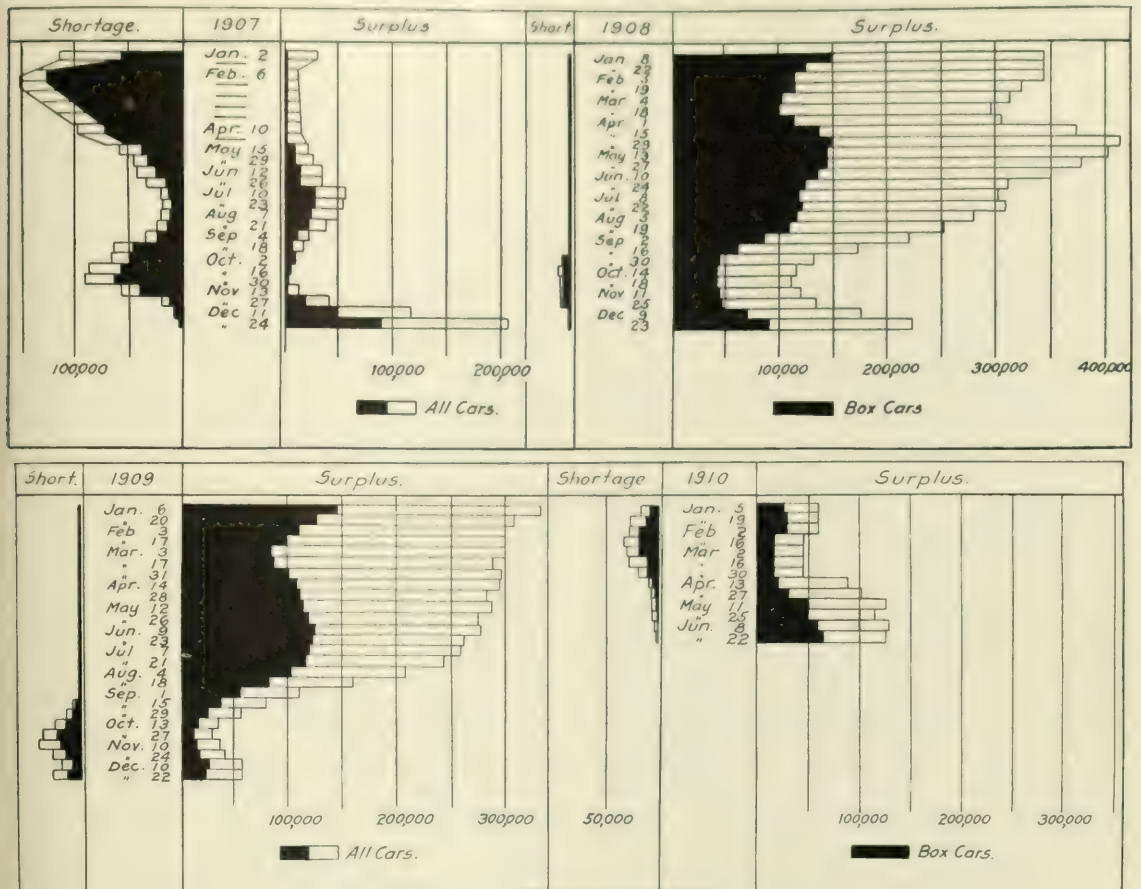 Shortage. 1907 Surplus
Jan. 2
Feb. 6
Apr. 10
May 15
" 29
Jun 12
" 26
Jul 10
" 23
Aug 7
" 21
Sep 4
" 18
Oct. 2
" 16
" 30
Nov 13
" 27
Dec 11
" 24
100,000 100,000 200,000
All Cars.
Short 1908 Surplus.
Jan 8
" 22
Feb 5
" 19
Mar 4
" 18
Apr 1
" 15
" 29
May 13
" 27
Jun. 10
" 24
Jul 8
" 22
Aug 5
" 19
Sep 2
" 16
" 30
Oct. 14
" 18
Nov 11
" 25
Dec 9
23
100,000 200,000 300,000 400,000
Box Cars
Short. 1909 Surplus.
Jan. 6
" 20
Feb 3
" 17
Mar. 3
" 17
" 31
Apr. 14
28
May 12
" 26
Jun. 9
" 23
Jul 7
" 21
Aug. 4
" 18
Sep. 1
" 15
" 29
Oct. 13
" 27
Nov. 10
" 24
Dec. 10
" 22
100,000 200,000 300,000
All Cars.
Shortage 1910 Surplus.
Jan. 5
" 19
Feb 2
" 16
Mar 2
" 16
" 30
Apr. 13
" 27
May 11
" 25
Jun. 8
" 22
50,000 100,000 200,000 300,000
Box Cars.